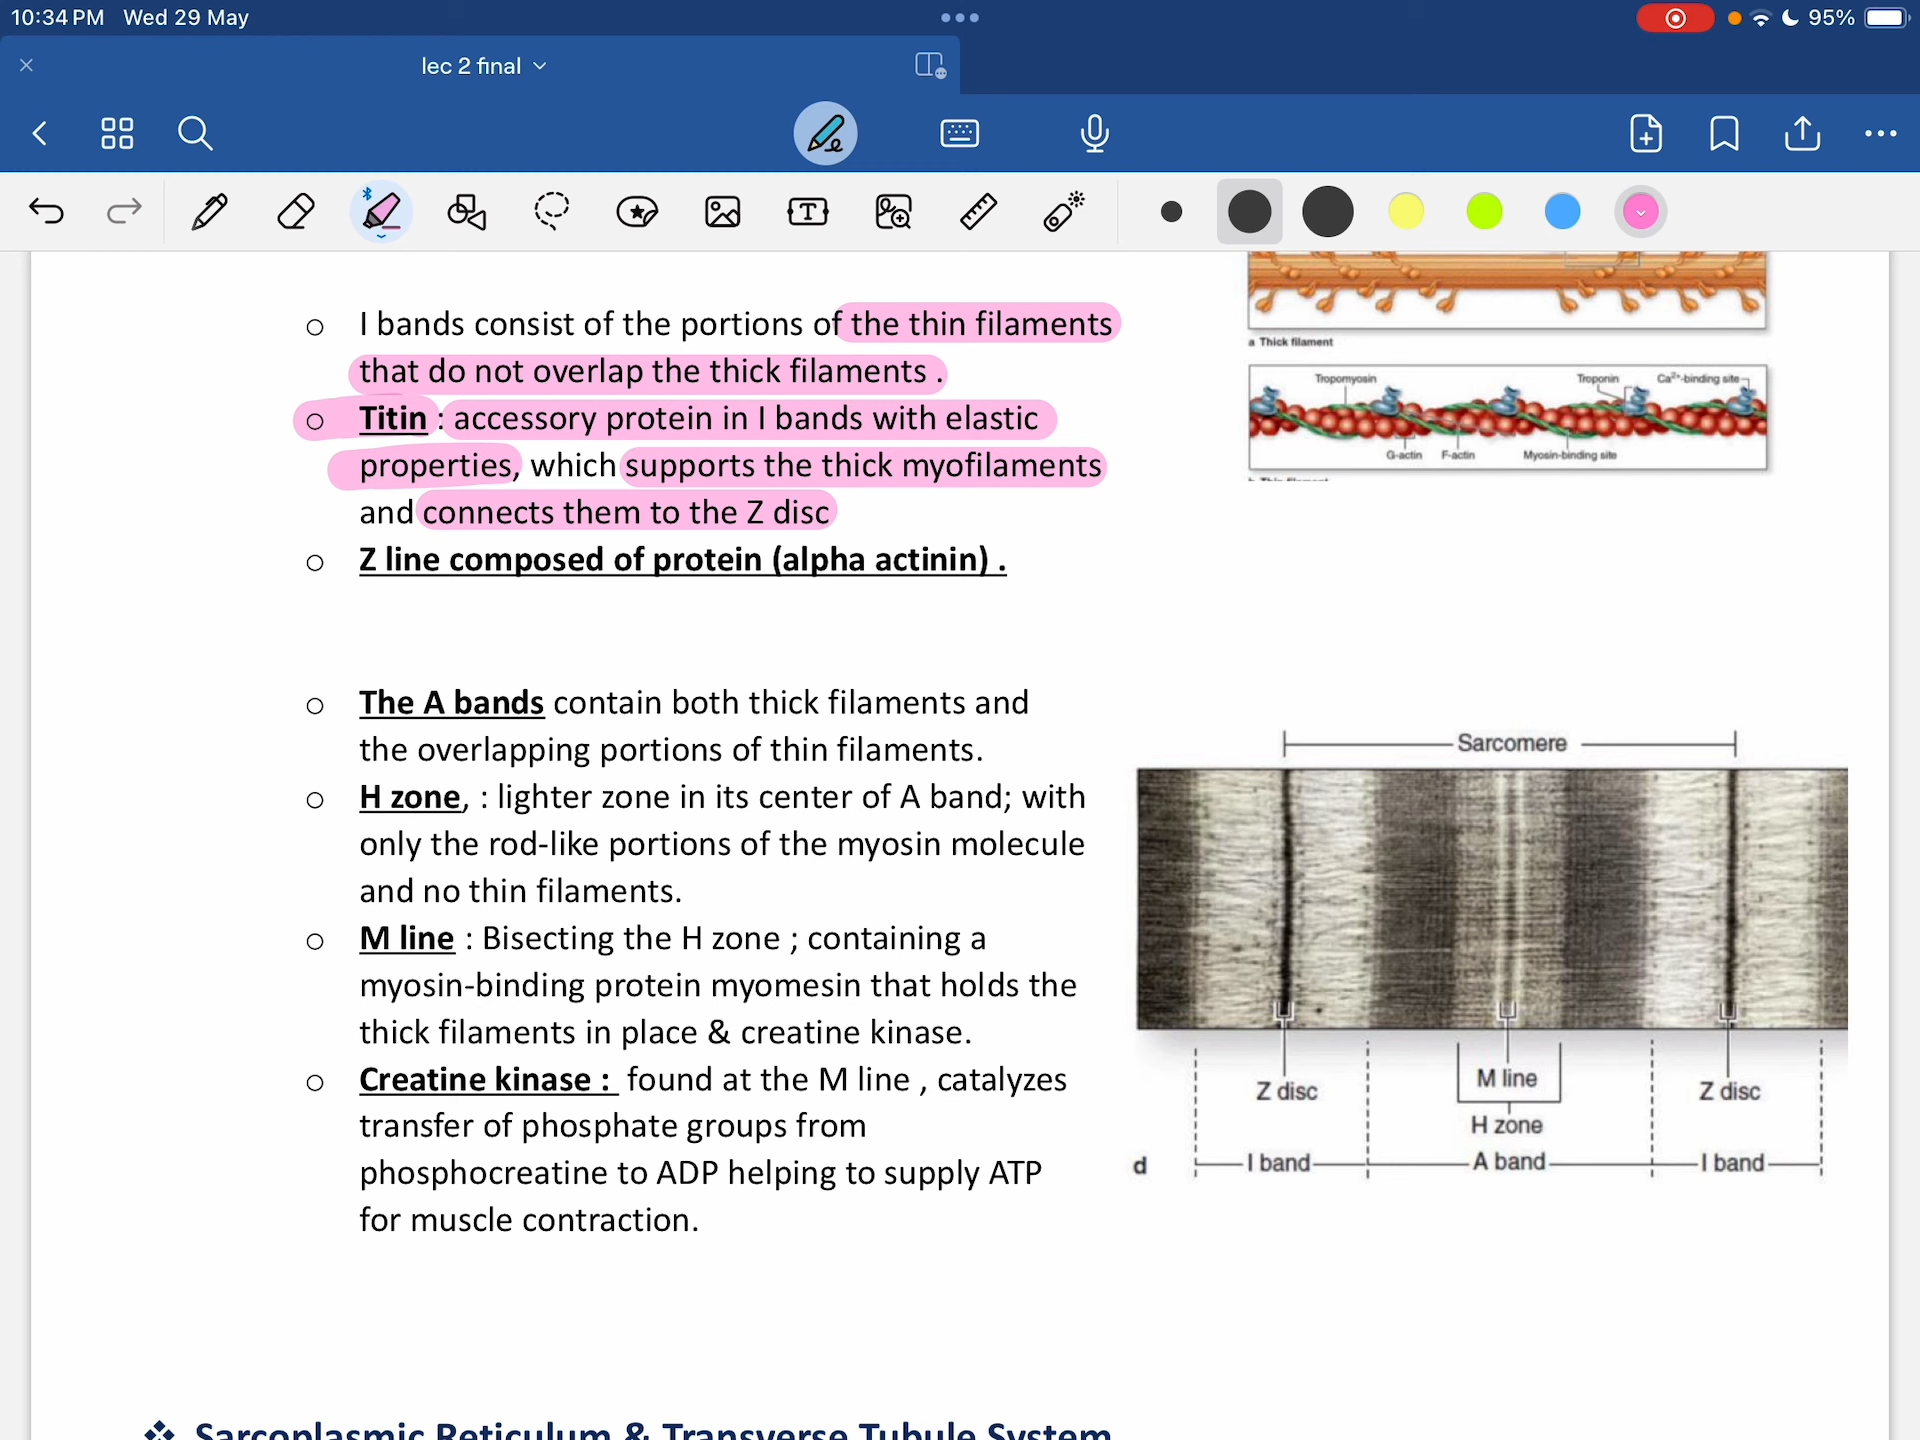 10:34 PM Wed 29 May
95%
lec 2 final
I bands consist of the portions of the thin filaments
that do not overlap the thick filaments .
Titin : accessory protein in I bands with elastic
properties, which supports the thick myofilaments
and connects them to the Z disc
Z line composed of protein (alpha actinin) .
a Thick filament
Tropomyosin Troponin Ca²⁺-binding site
G-actin F-actin Myosin-binding site
The A bands contain both thick filaments and
the overlapping portions of thin filaments.
H zone, : lighter zone in its center of A band; with
only the rod-like portions of the myosin molecule
and no thin filaments.
M line : Bisecting the H zone ; containing a
myosin-binding protein myomesin that holds the
thick filaments in place & creatine kinase.
Creatine kinase : found at the M line , catalyzes
transfer of phosphate groups from
phosphocreatine to ADP helping to supply ATP
for muscle contraction.
Sarcomere
Z disc M line Z disc
H zone
d I band A band I band
Sarcoplasmic Reticulum & Transverse Tubule System